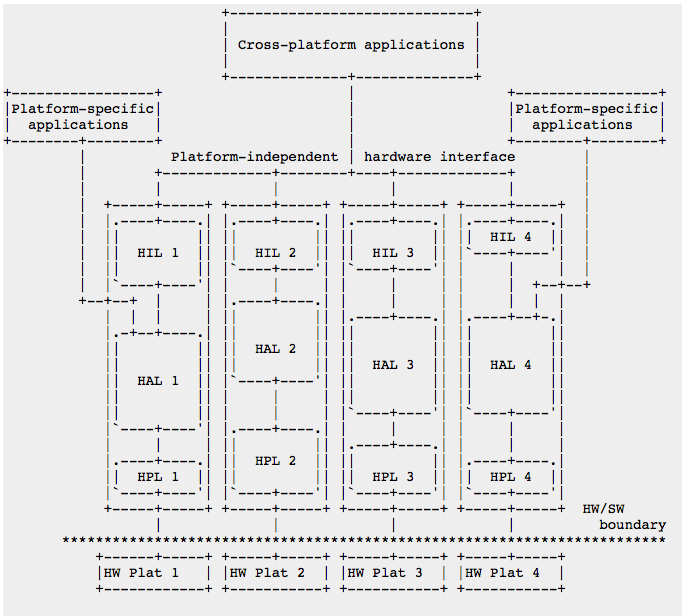 Cross-platform applications
Platform-specific
applications
Platform-specific
applications
Platform-independent
hardware interface
HIL 1
HIL 2
HIL 3
HIL 4
HAL 1
HAL 2
HAL 3
HAL 4
HPL 1
HPL 2
HPL 3
HPL 4
HW/SW
boundary
HW Plat 1
HW Plat 2
HW Plat 3
HW Plat 4